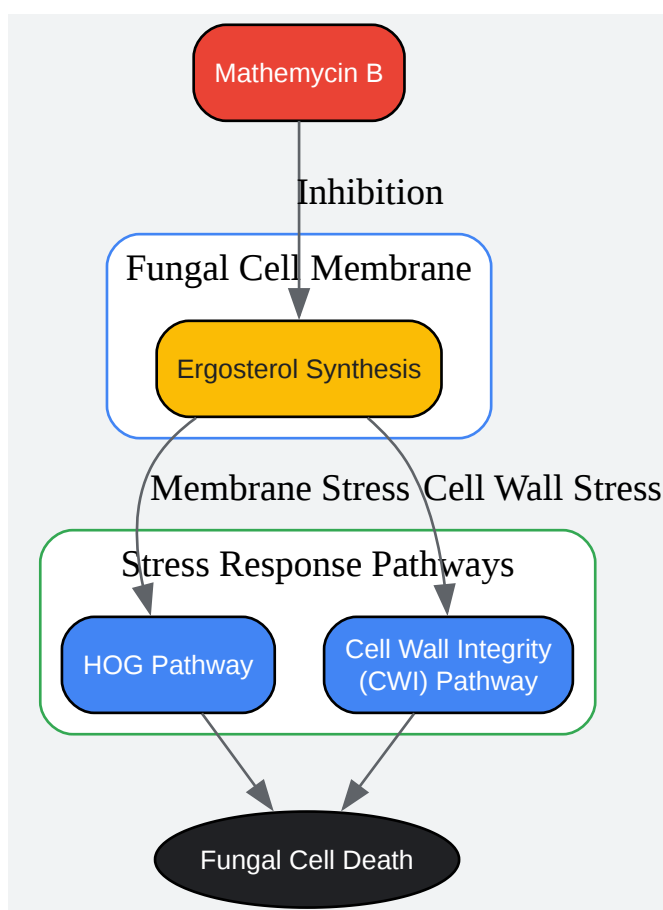 Mathemycin B
Inhibition
Fungal Cell Membrane
Ergosterol Synthesis
Membrane Stress
Cell Wall Stress
Stress Response Pathways
HOG Pathway
Cell Wall Integrity
(CWI) Pathway
Fungal Cell Death